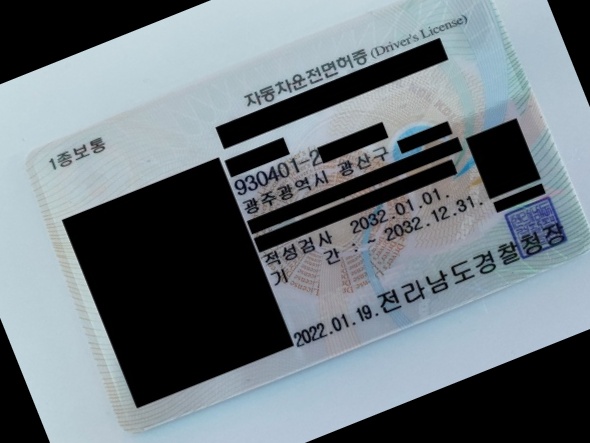 자동차운전면허증 (Driver's License)
1종보통
930401-2
광주광역시 광산구
적성검사 2032.01.01.
기 간 : ~ 2032.12.31.
2022.01.19. 전라남도경찰청장